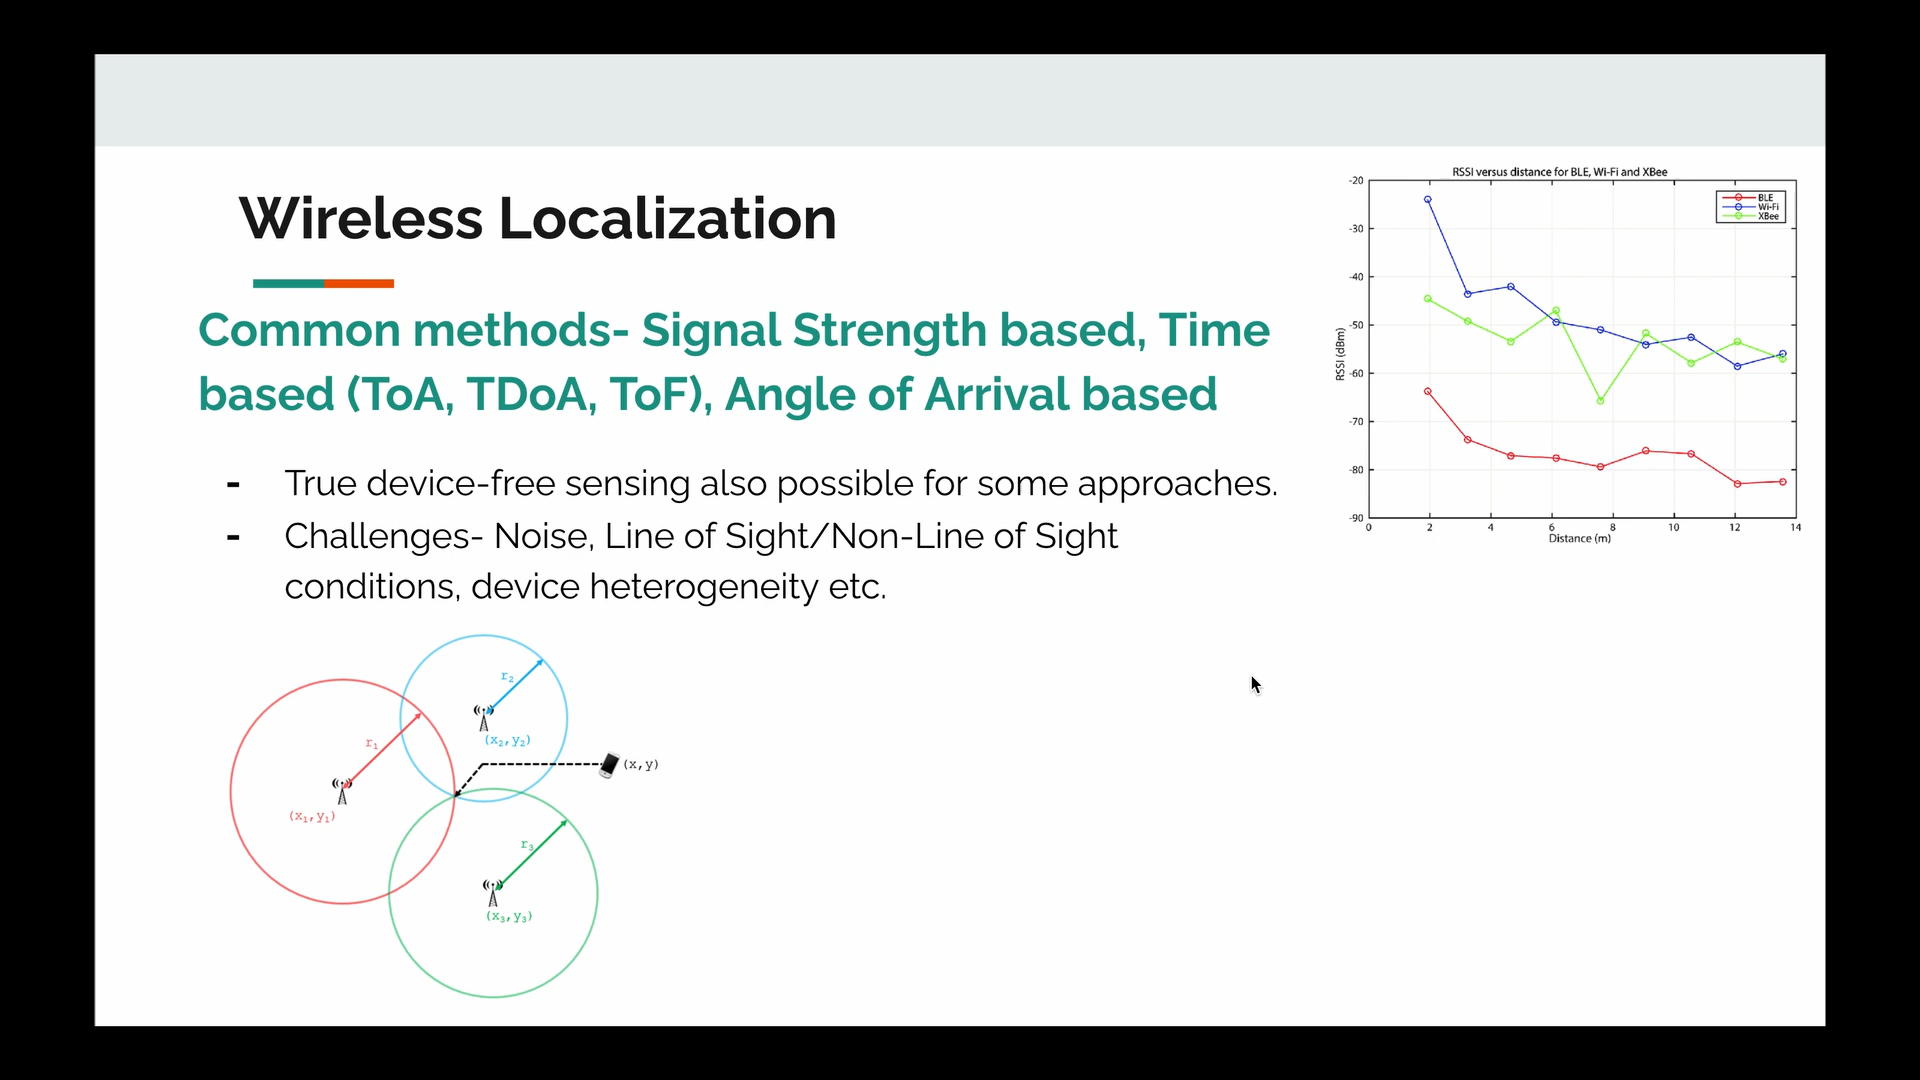 Wireless Localization
Common methods- Signal Strength based, Time
based (ToA, TDoA, ToF), Angle of Arrival based
- True device-free sensing also possible for some approaches.
- Challenges- Noise, Line of Sight/Non-Line of Sight
conditions, device heterogeneity etc.
RSSI versus distance for BLE, Wi-Fi and XBee
BLE
Wi-Fi
XBee
RSSI (dBm)
-20
-30
-40
-50
-60
-70
-80
-90
0 2 4 6 8 10 12 14
Distance (m)
r₂
(x₂,y₂)
r₁
(x₁,y₁)
(x,y)
r₃
(x₃,y₃)